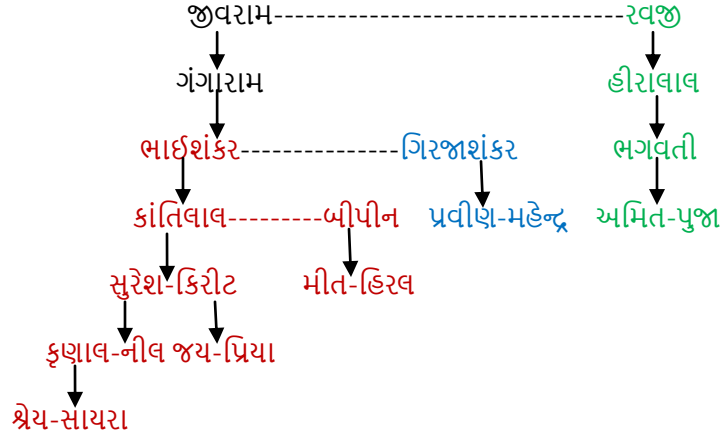 જીવરામ-----------------------------------રવજી
ગંગારામ હીરાલાલ
ભાઈશંકર----------------ગિરજાશંકર ભગવતી
કાંતિલાલ---------બીપીન પ્રવીણ-મહેન્દ્ર અમિત-પુજા
સુરેશ-કિરીટ મીત-હિરલ
કૃણાલ-નીલ જય-પ્રિયા
શ્રેય-સાયરા